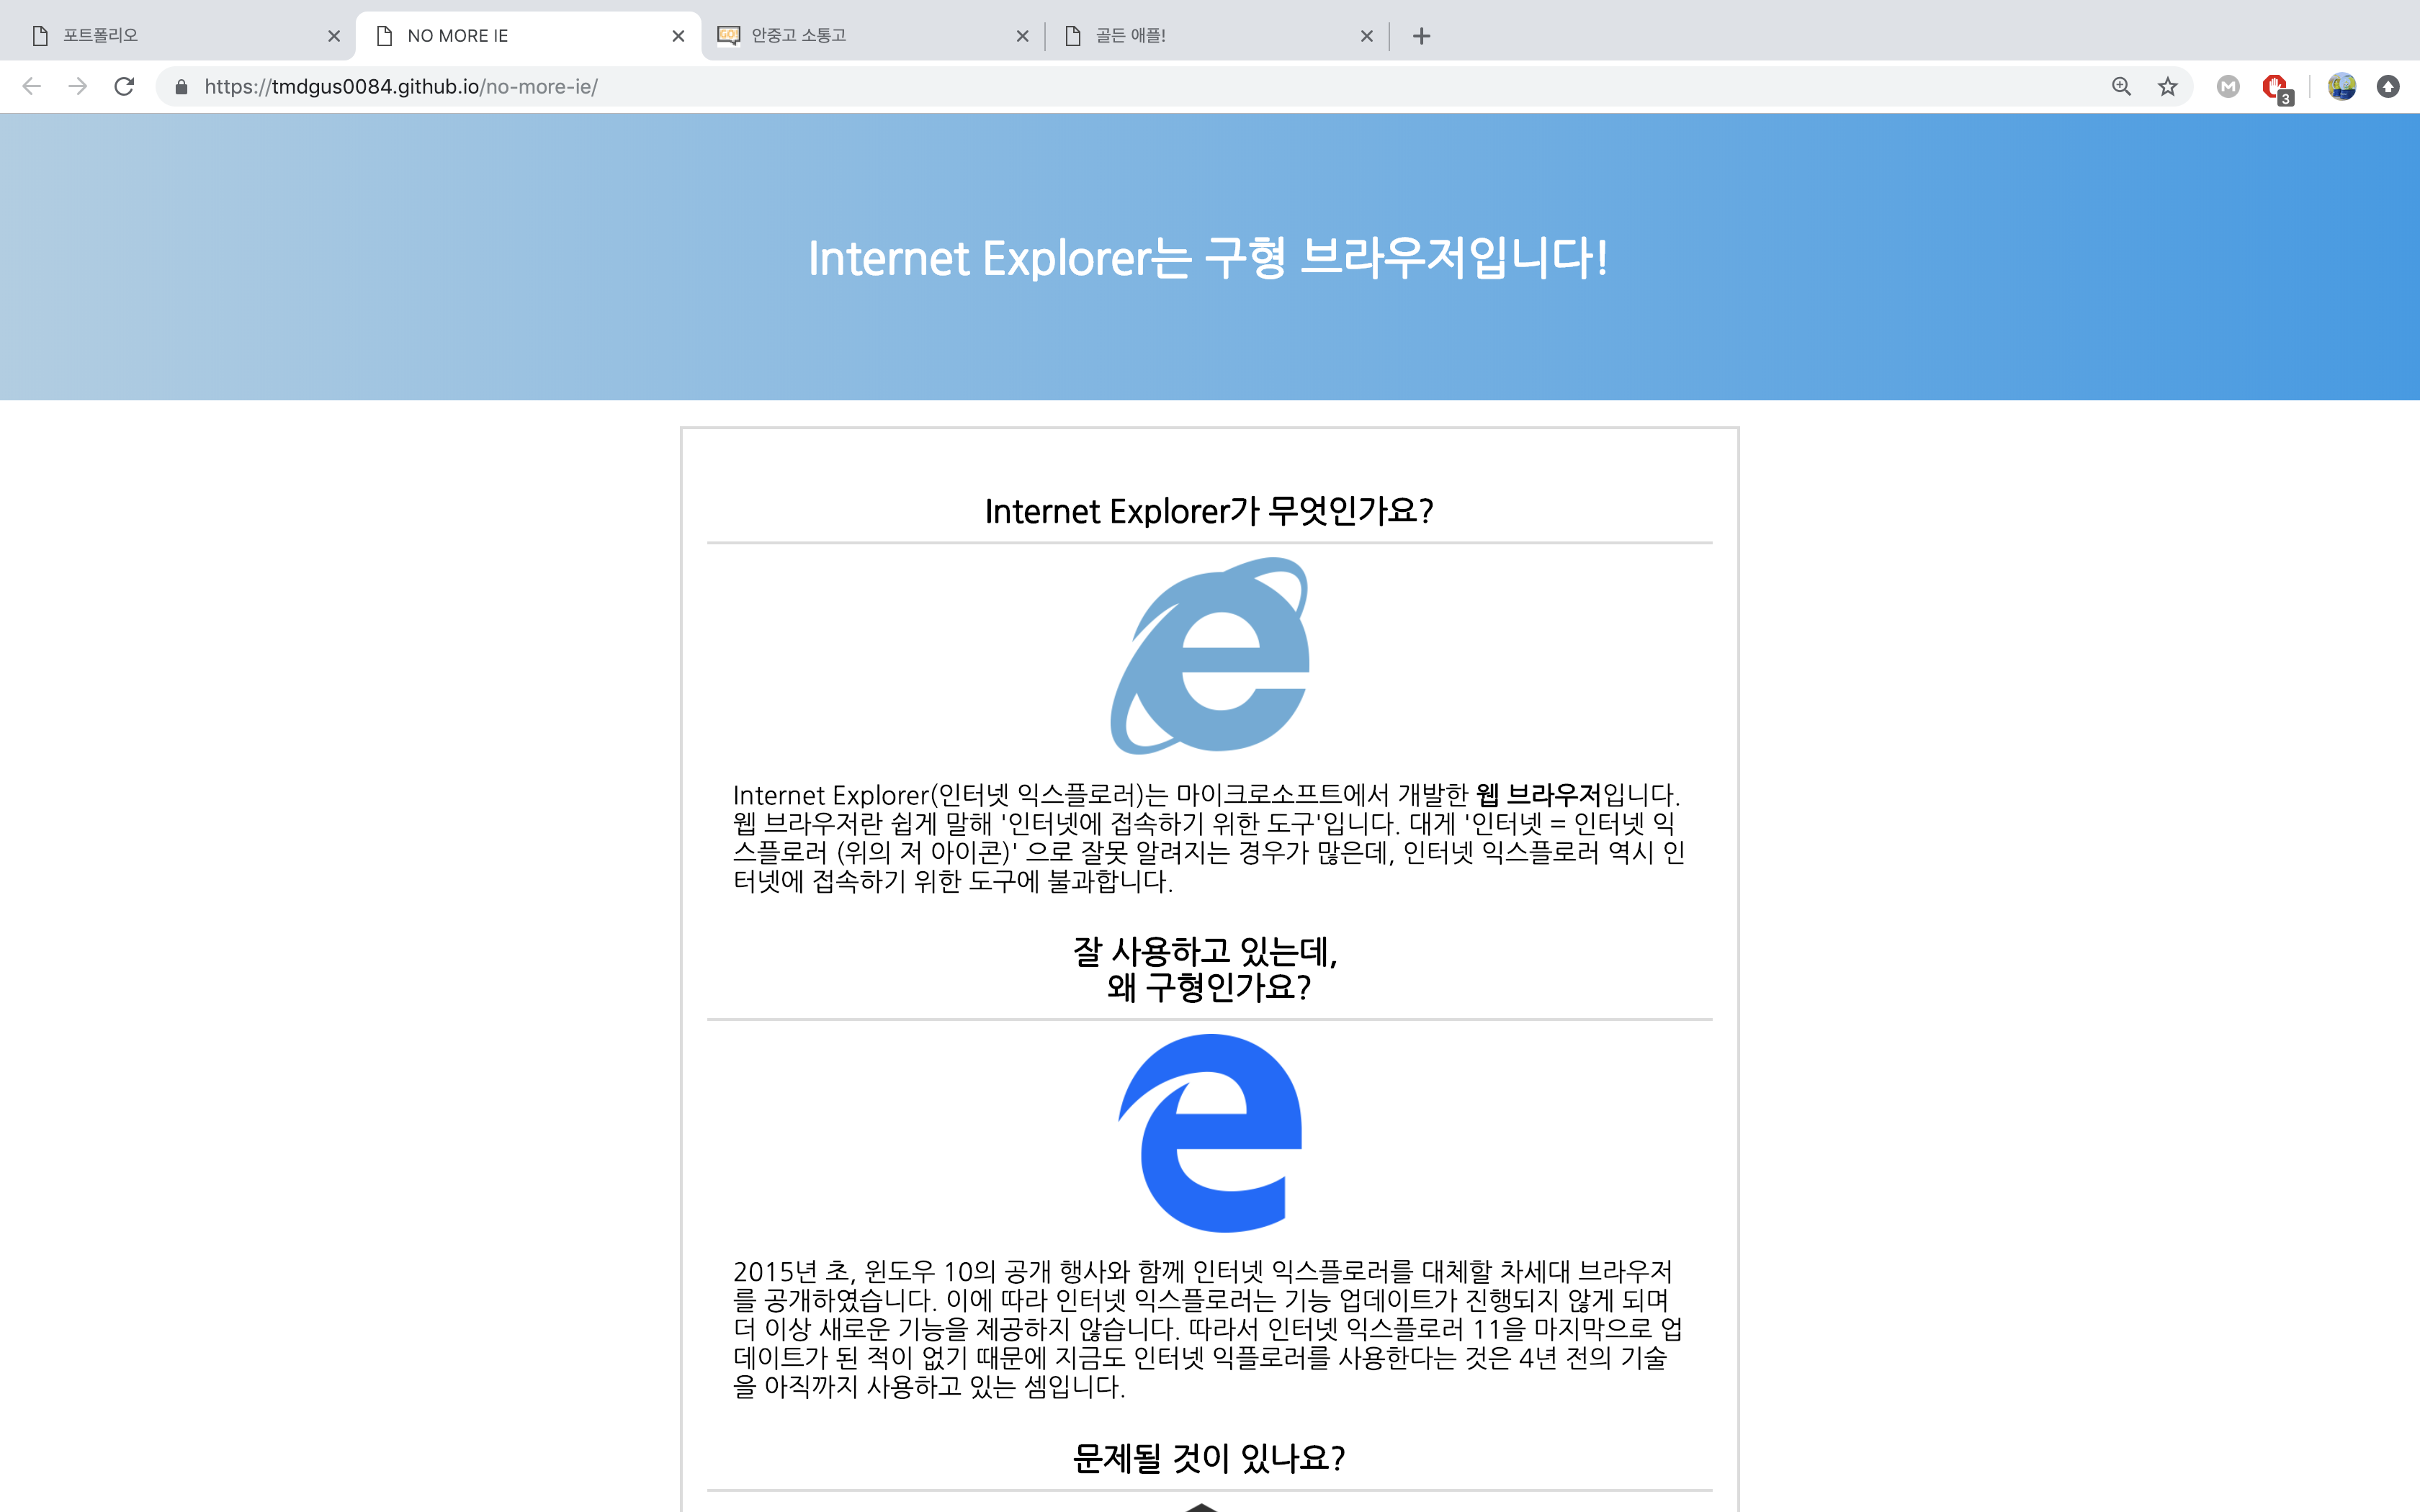 포트폴리오
NO MORE IE
안중고 소통고
골든 애플!
https://tmdgus0084.github.io/no-more-ie/
3
Internet Explorer는 구형 브라우저입니다!
Internet Explorer가 무엇인가요?
Internet Explorer(인터넷 익스플로러)는 마이크로소프트에서 개발한 웹 브라우저입니다.
웹 브라우저란 쉽게 말해 '인터넷에 접속하기 위한 도구'입니다. 대게 '인터넷 = 인터넷 익
스플로러 (위의 저 아이콘)' 으로 잘못 알려지는 경우가 많은데, 인터넷 익스플로러 역시 인
터넷에 접속하기 위한 도구에 불과합니다.
잘 사용하고 있는데,
왜 구형인가요?
2015년 초, 윈도우 10의 공개 행사와 함께 인터넷 익스플로러를 대체할 차세대 브라우저
를 공개하였습니다. 이에 따라 인터넷 익스플로러는 기능 업데이트가 진행되지 않게 되며
더 이상 새로운 기능을 제공하지 않습니다. 따라서 인터넷 익스플로러 11을 마지막으로 업
데이트가 된 적이 없기 때문에 지금도 인터넷 익플로러를 사용한다는 것은 4년 전의 기술
을 아직까지 사용하고 있는 셈입니다.
문제될 것이 있나요?